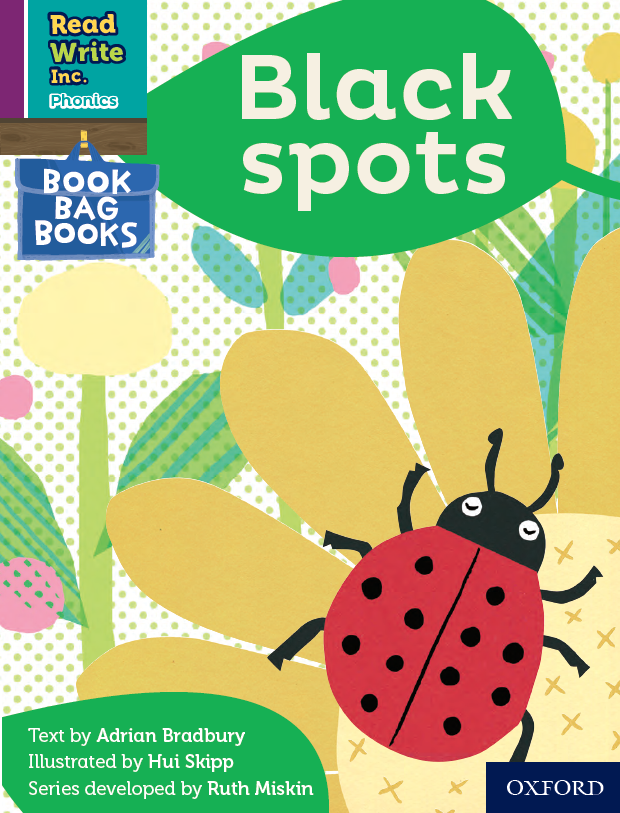 Read
Write
Inc.
Phonics
BOOK
BAG
BOOKS
Black
spots
Text by Adrian Bradbury
Illustrated by Hui Skipp
Series developed by Ruth Miskin
OXFORD